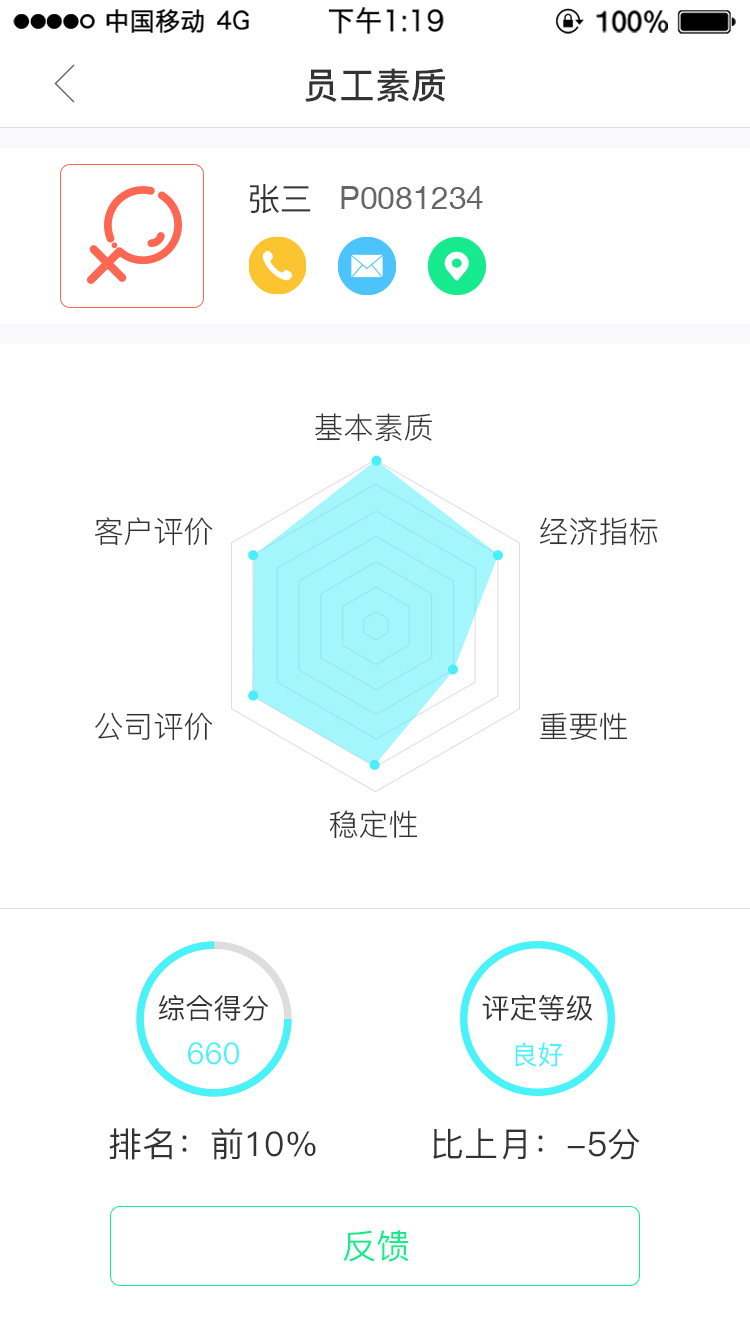 中国移动 4G 下午1:19 100%
员工素质
张三 P0081234
基本素质
客户评价 经济指标
公司评价 重要性
稳定性
综合得分 评定等级
660 良好
排名：前10% 比上月：-5分
反馈